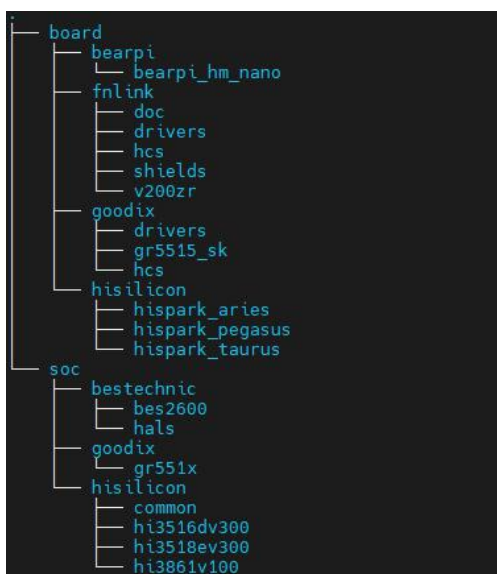 .
├── board
│   ├── bearpi
│   │   └── bearpi_hm_nano
│   ├── fnlink
│   │   ├── doc
│   │   ├── drivers
│   │   ├── hcs
│   │   ├── shields
│   │   └── v200zr
│   ├── goodix
│   │   ├── drivers
│   │   ├── gr5515_sk
│   │   └── hcs
│   └── hisilicon
│       ├── hispark_aries
│       ├── hispark_pegasus
│       └── hispark_taurus
└── soc
    ├── bestechnic
    │   ├── bes2600
    │   └── hals
    ├── goodix
    │   └── gr551x
    └── hisilicon
        ├── common
        ├── hi3516dv300
        ├── hi3518ev300
        └── hi3861v100